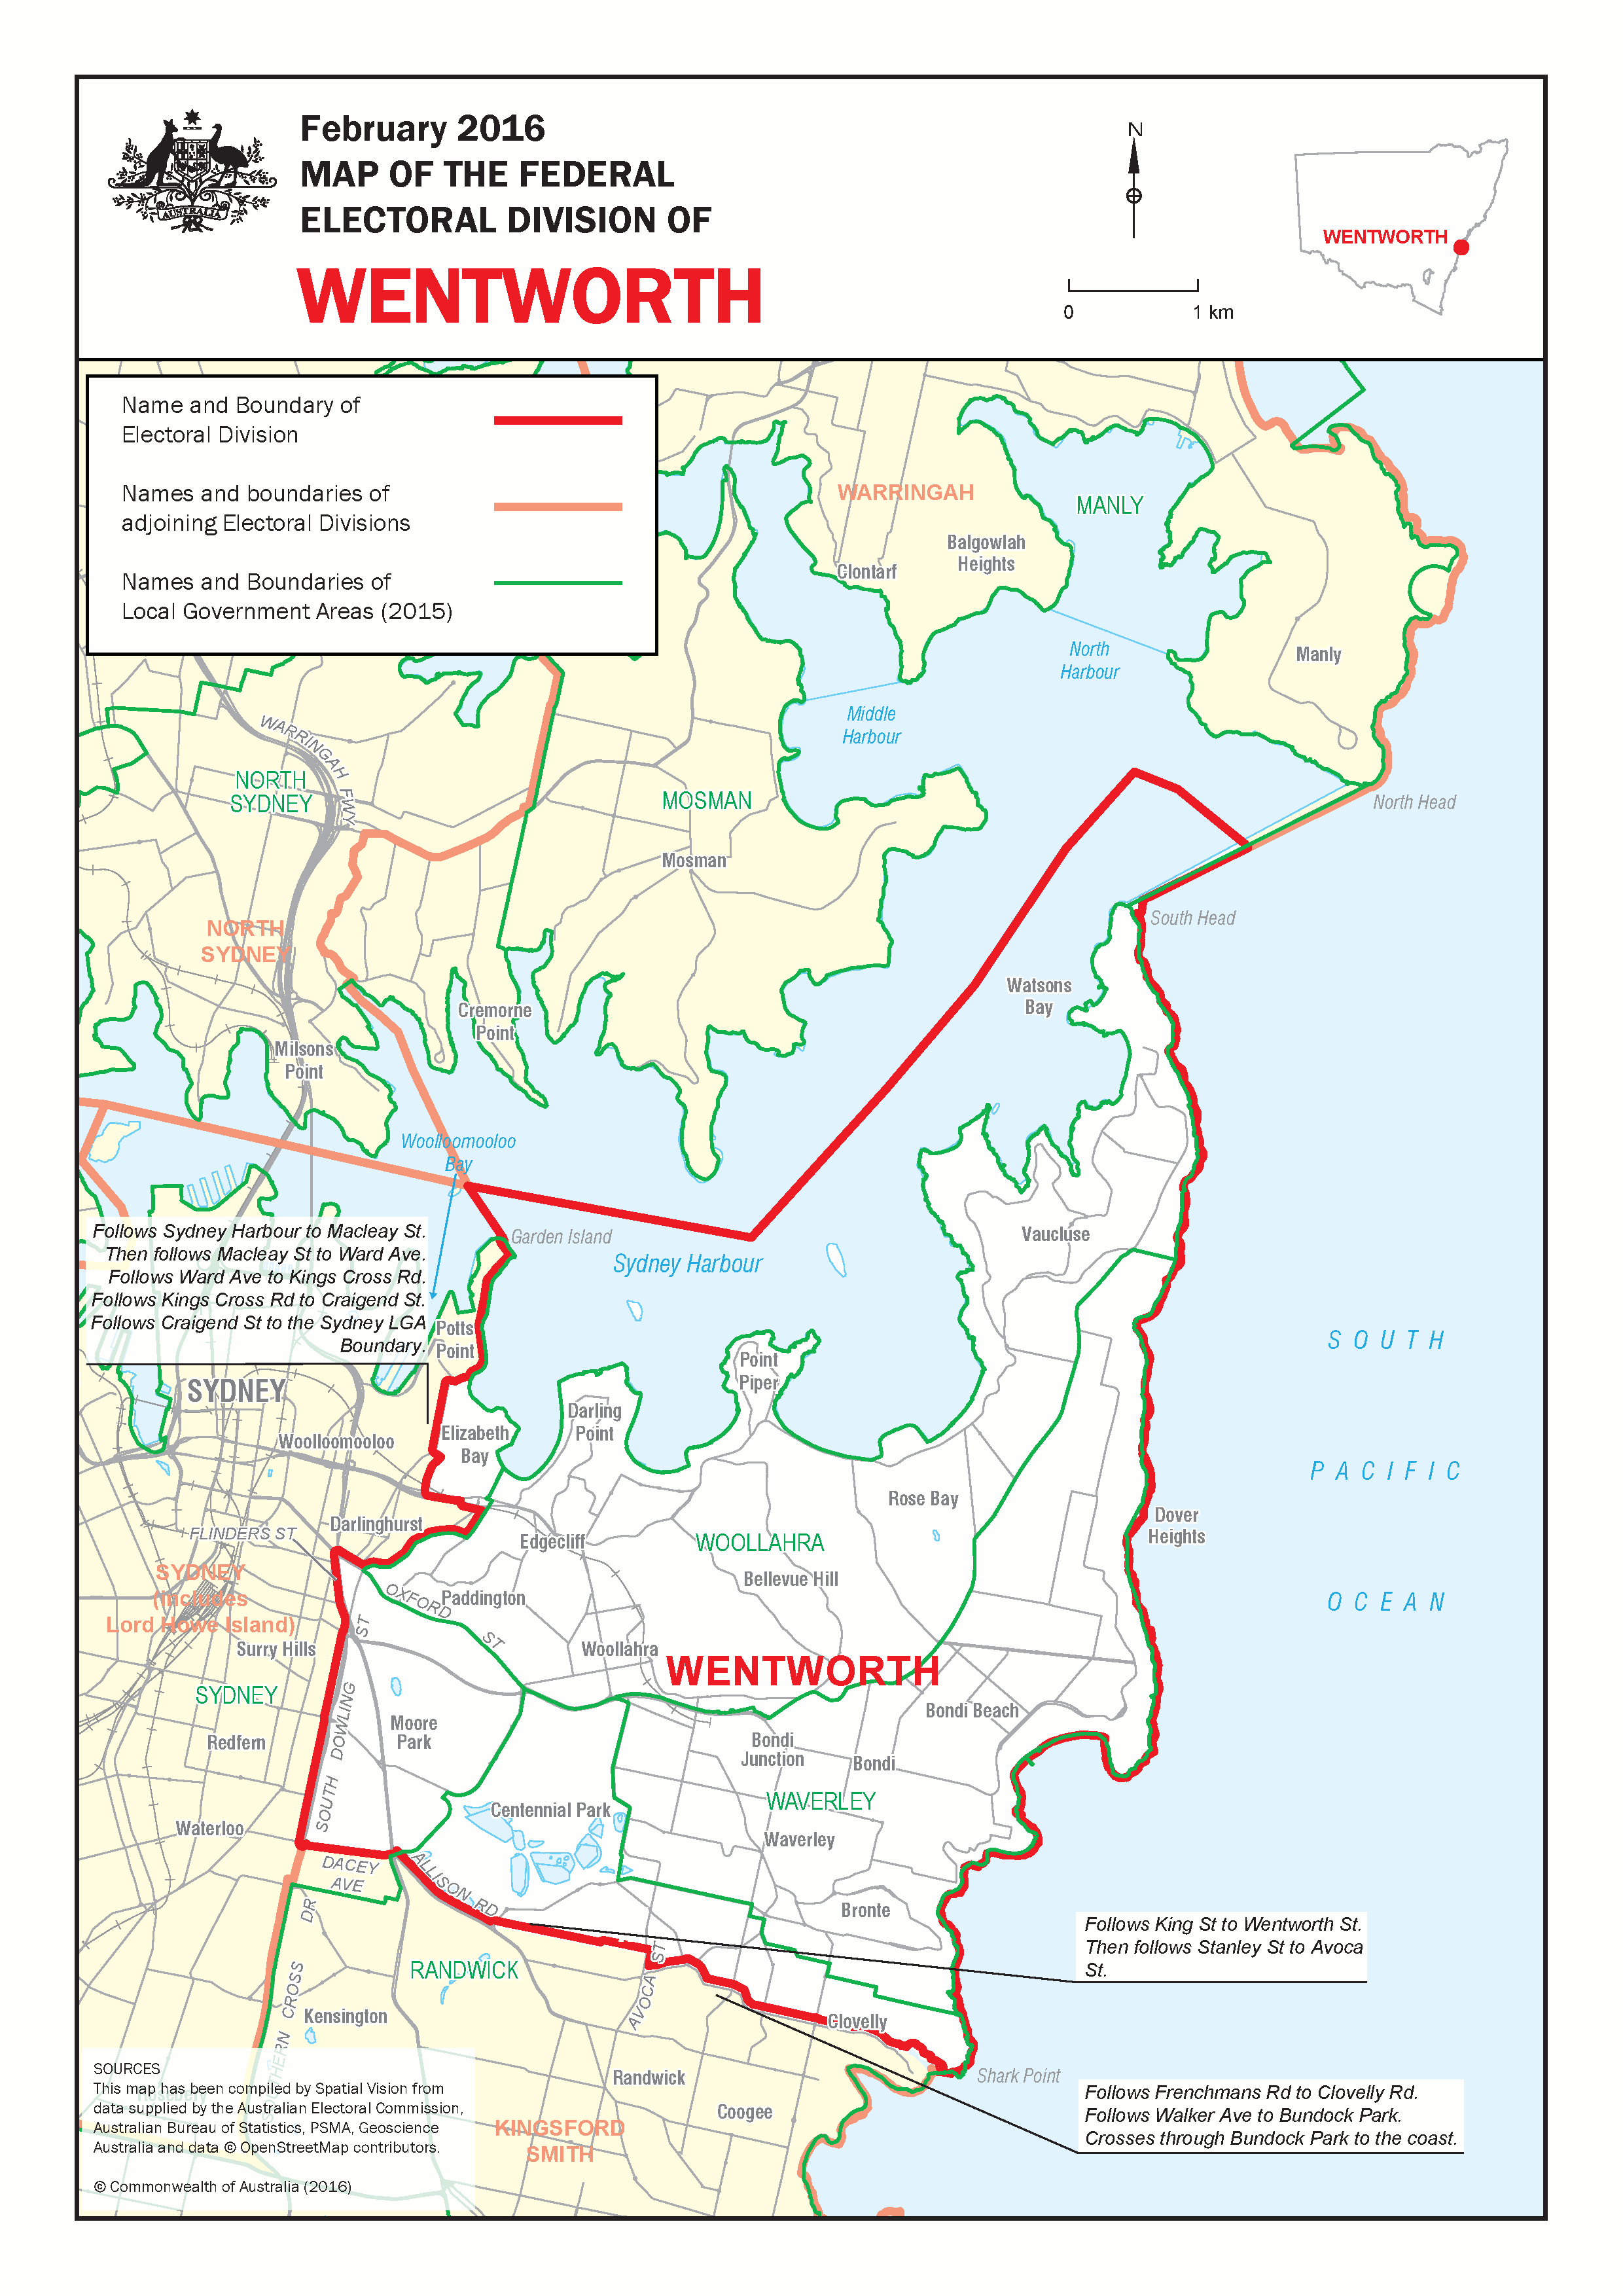 February 2016
MAP OF THE FEDERAL
ELECTORAL DIVISION OF
WENTWORTH
AUSTRALIA
N
0
1 km
WENTWORTH
Name and Boundary of
Electoral Division
Names and boundaries of
adjoining Electoral Divisions
Names and Boundaries of
Local Government Areas (2015)
WARRINGAH
MANLY
Balgowlah
Heights
Clontarf
North
Harbour
Manly
Middle
Harbour
WARRINGAH FWY
NORTH
SYDNEY
MOSMAN
North Head
Mosman
NORTH
SYDNEY
South Head
Watsons
Bay
Cremorne
Point
Milsons
Point
Woolloomooloo
Bay
Follows Sydney Harbour to Macleay St.
Then follows Macleay St to Ward Ave.
Follows Ward Ave to Kings Cross Rd.
Follows Kings Cross Rd to Craigend St.
Follows Craigend St to the Sydney LGA
Boundary.
Garden Island
Sydney Harbour
Vaucluse
Potts
Point
SOUTH
PACIFIC
OCEAN
Point
Piper
SYDNEY
Darling
Point
Woolloomooloo
Elizabeth
Bay
Rose Bay
Dover
Heights
FLINDERS ST
Darlinghurst
Edgecliff
WOOLLAHRA
Bellevue Hill
SYDNEY
(includes
Lord Howe Island)
OXFORD ST
Paddington
Surry Hills
Woollahra
WENTWORTH
SYDNEY
Bondi Beach
Redfern
SOUTH DOWLING ST
Moore
Park
Bondi
Junction
Bondi
WAVERLEY
Centennial Park
Waterloo
Waverley
DACEY
AVE
ALLISON RD
Bronte
Follows King St to Wentworth St.
Then follows Stanley St to Avoca
St.
SOUTHERN CROSS DR
RANDWICK
AVOCA ST
Kensington
Clovelly
Randwick
Shark Point
Coogee
KINGSFORD
SMITH
Follows Frenchmans Rd to Clovelly Rd.
Follows Walker Ave to Bundock Park.
Crosses through Bundock Park to the coast.
SOURCES
This map has been compiled by Spatial Vision from
data supplied by the Australian Electoral Commission,
Australian Bureau of Statistics, PSMA, Geoscience
Australia and data © OpenStreetMap contributors.
© Commonwealth of Australia (2016)